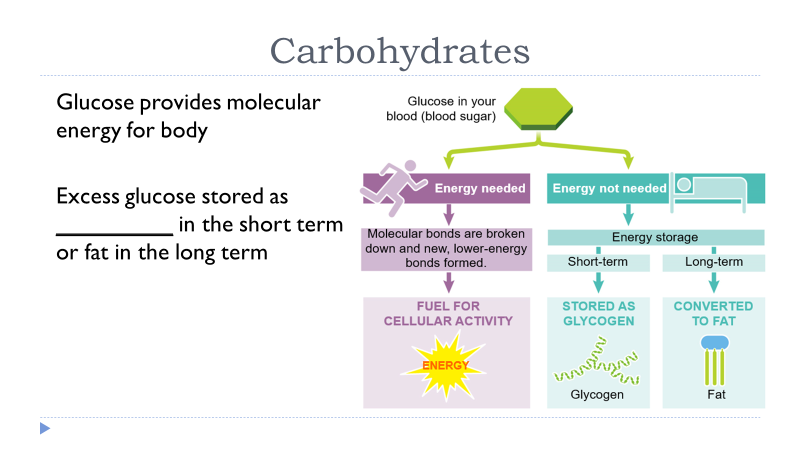 Carbohydrates
Glucose provides molecular
energy for body
Excess glucose stored as
__________ in the short term
or fat in the long term
Glucose in your
blood (blood sugar)
Energy needed
Energy not needed
Molecular bonds are broken
down and new, lower-energy
bonds formed.
Energy storage
Short-term
Long-term
FUEL FOR
CELLULAR ACTIVITY
ENERGY
STORED AS
GLYCOGEN
Glycogen
CONVERTED
TO FAT
Fat